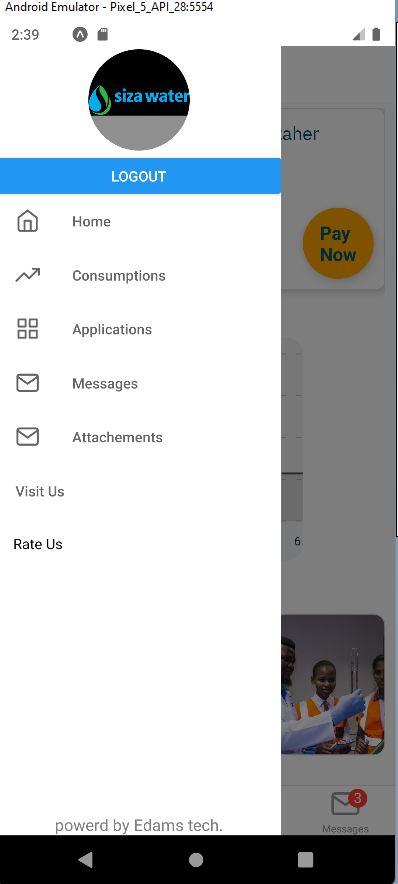 Android Emulator - Pixel_5_API_28:5554
2:39
siza water
aher
LOGOUT
Home
Pay
Now
Consumptions
Applications
Messages
Attachements
Visit Us
6
Rate Us
3
powerd by Edams tech.
Messages